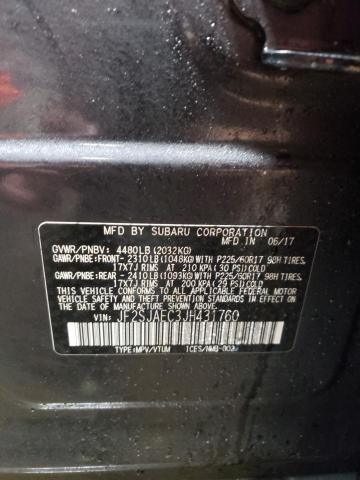 MFD BY SUBARU CORPORATION
MFD IN 06/17
GVWR/PNBV: 4480LB (2032KG)
GAWR/PNBE:FRONT- 2310LB(1048KG)WITH P225/60R17 98H TIRES.
17X7J RIMS AT 210 KPA(30 PSI)COLD
GAWR/PNBE:REAR -2410LB(1093KG)WITH P225/60R17 98H TIRES.
17X7J RIMS AT 200 KPA(29 PSI)COLD
THIS VEHICLE CONFORMS TO ALL APPLICABLE FEDERAL MOTOR
VEHICLE SAFETY, BUMPER, AND THEFT PREVENTION STANDARDS IN
EFFECT ON THE DATE OF MANUFACTURE SHOWN ABOVE.
VIN: JF2SJAEC3JH431760
TYPE:MPV/VTUM ICES/NMB-002